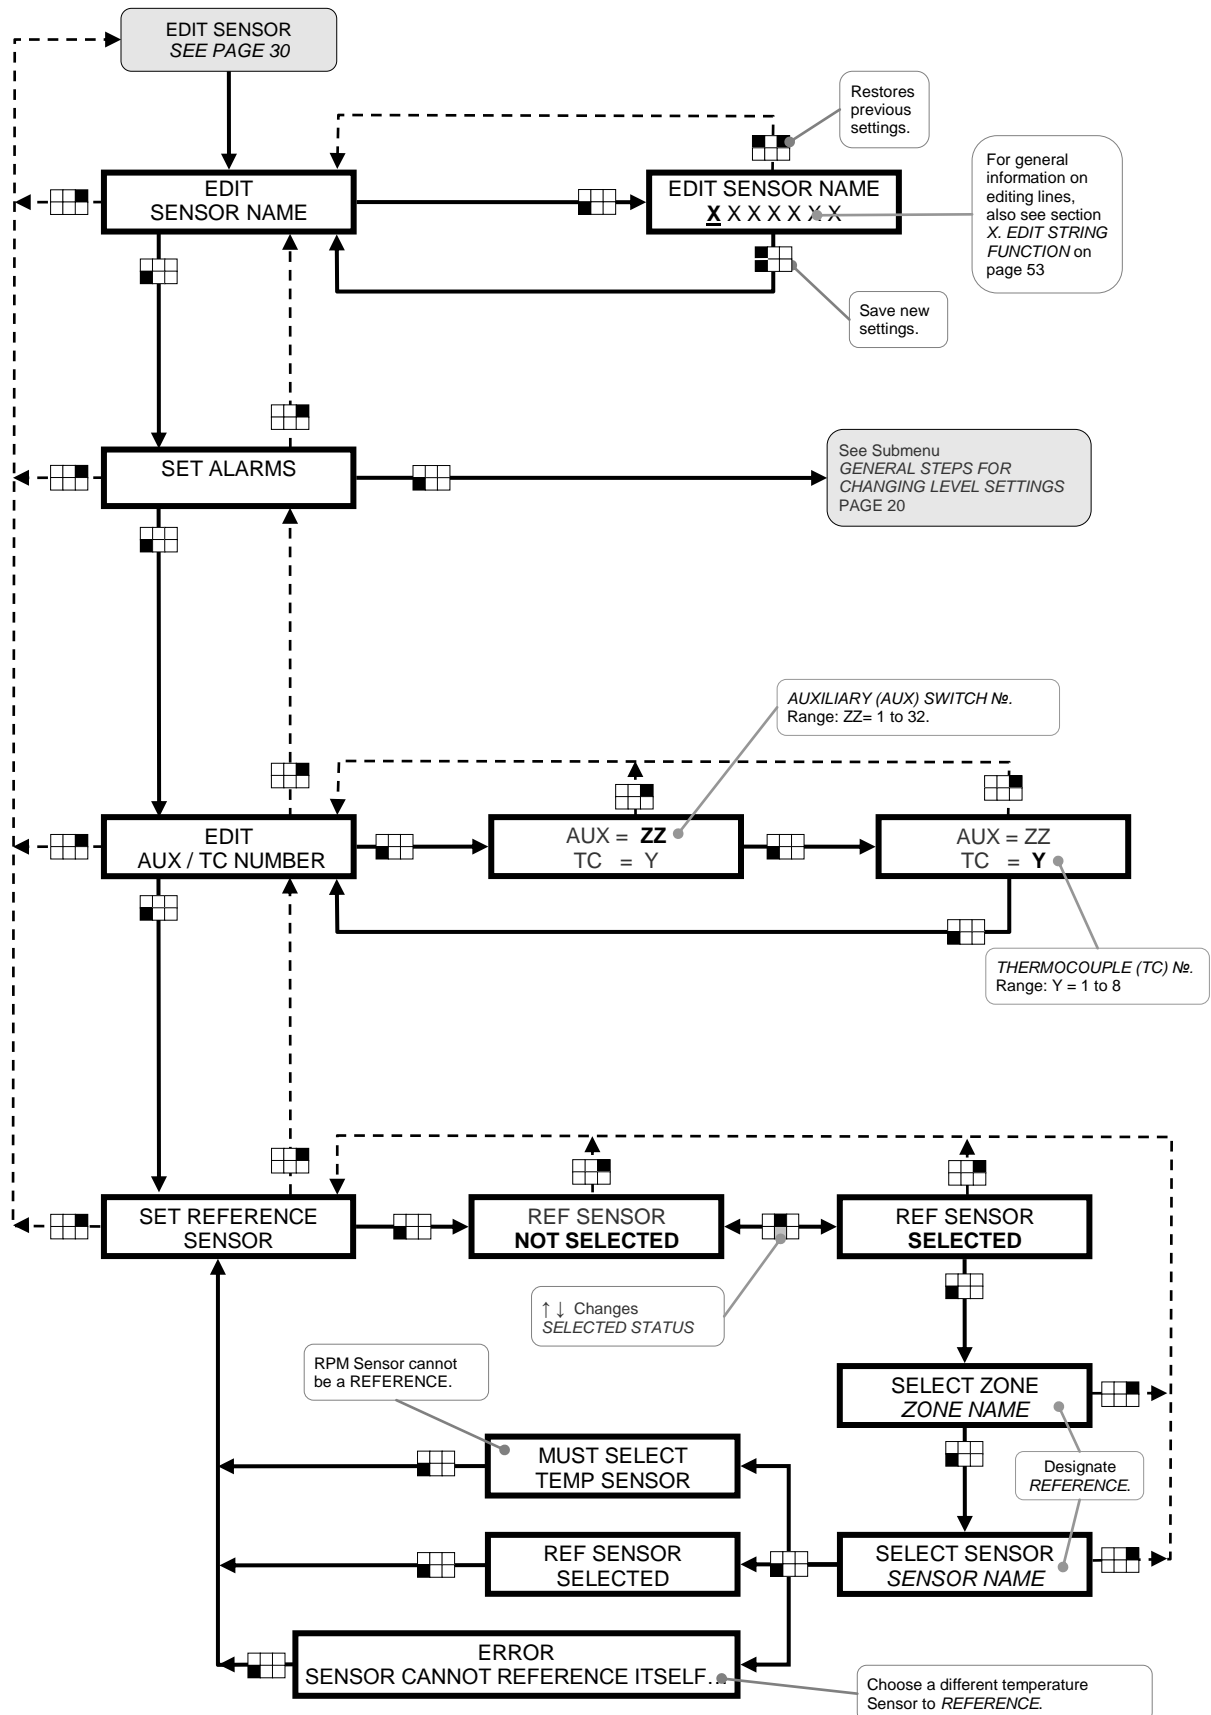 EDIT SENSOR
SEE PAGE 30
Restores
previous
settings.
EDIT
SENSOR NAME
EDIT SENSOR NAME
X X X X X X X
For general
information on
editing lines,
also see section
X. EDIT STRING
FUNCTION on
page 53
Save new
settings.
SET ALARMS
See Submenu
GENERAL STEPS FOR
CHANGING LEVEL SETTINGS
PAGE 20
AUXILIARY (AUX) SWITCH №.
Range: ZZ= 1 to 32.
EDIT
AUX / TC NUMBER
AUX = ZZ
TC = Y
AUX = ZZ
TC = Y
THERMOCOUPLE (TC) №.
Range: Y = 1 to 8
SET REFERENCE
SENSOR
REF SENSOR
NOT SELECTED
REF SENSOR
SELECTED
↑↓ Changes
SELECTED STATUS
RPM Sensor cannot
be a REFERENCE.
SELECT ZONE
ZONE NAME
MUST SELECT
TEMP SENSOR
Designate
REFERENCE.
REF SENSOR
SELECTED
SELECT SENSOR
SENSOR NAME
ERROR
SENSOR CANNOT REFERENCE ITSELF...
Choose a different temperature
Sensor to REFERENCE.